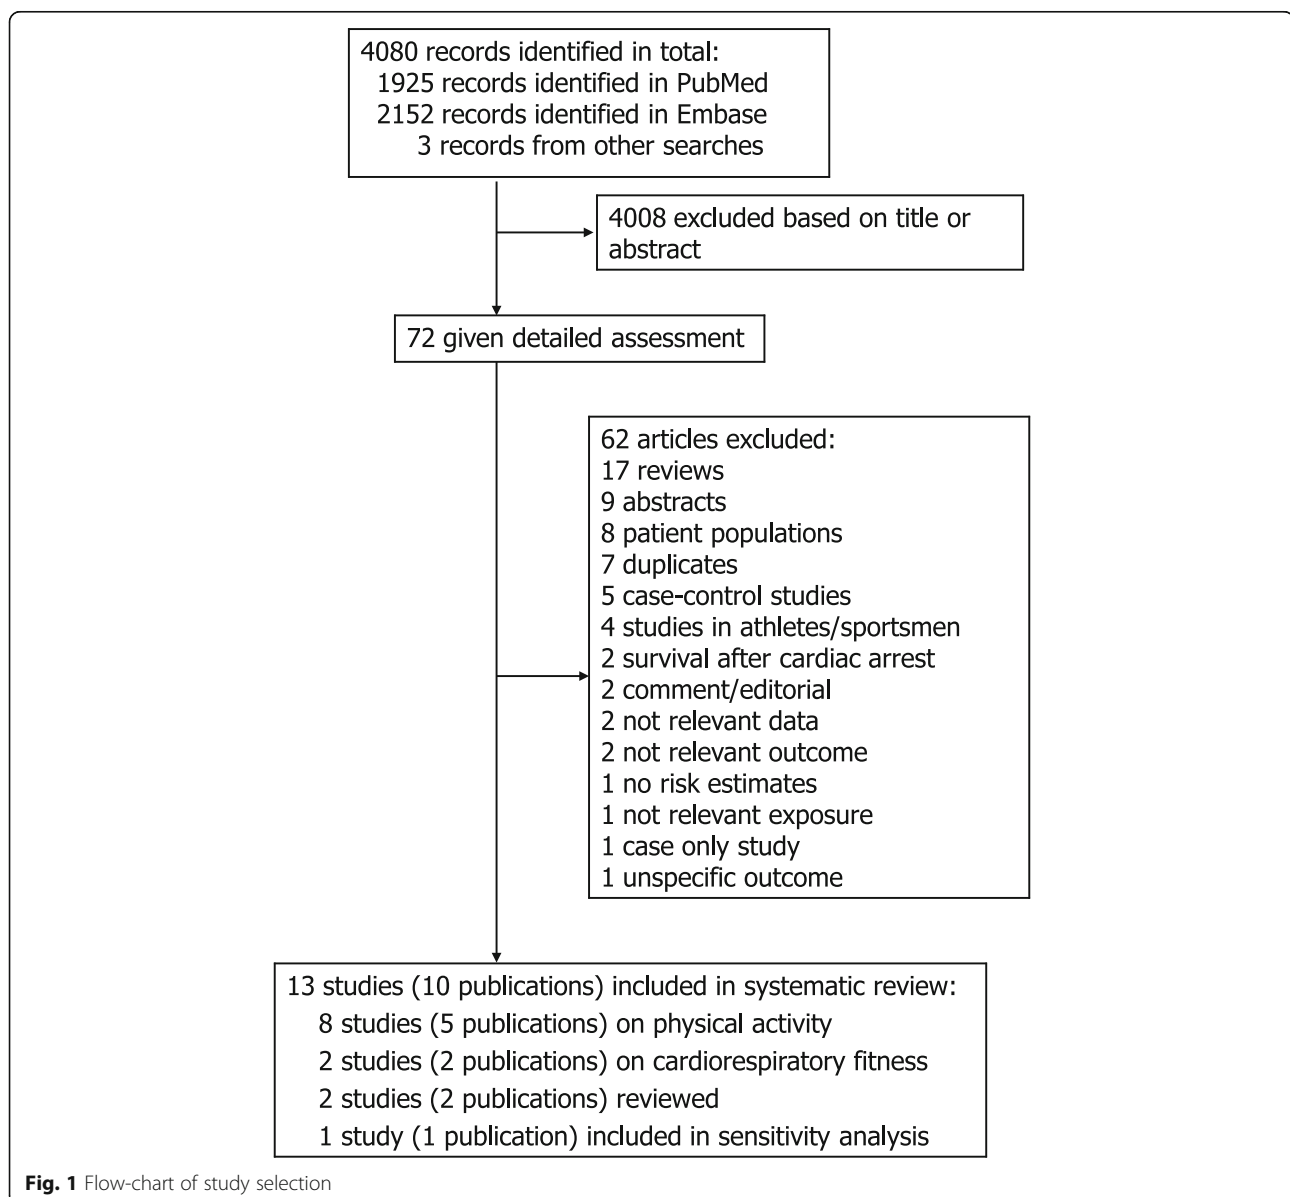 4080 records identified in total:
1925 records identified in PubMed
2152 records identified in Embase
3 records from other searches
4008 excluded based on title or
abstract
72 given detailed assessment
62 articles excluded:
17 reviews
9 abstracts
8 patient populations
7 duplicates
5 case-control studies
4 studies in athletes/sportsmen
2 survival after cardiac arrest
2 comment/editorial
2 not relevant data
2 not relevant outcome
1 no risk estimates
1 not relevant exposure
1 case only study
1 unspecific outcome
13 studies (10 publications) included in systematic review:
8 studies (5 publications) on physical activity
2 studies (2 publications) on cardiorespiratory fitness
2 studies (2 publications) reviewed
1 study (1 publication) included in sensitivity analysis
Fig. 1 Flow-chart of study selection